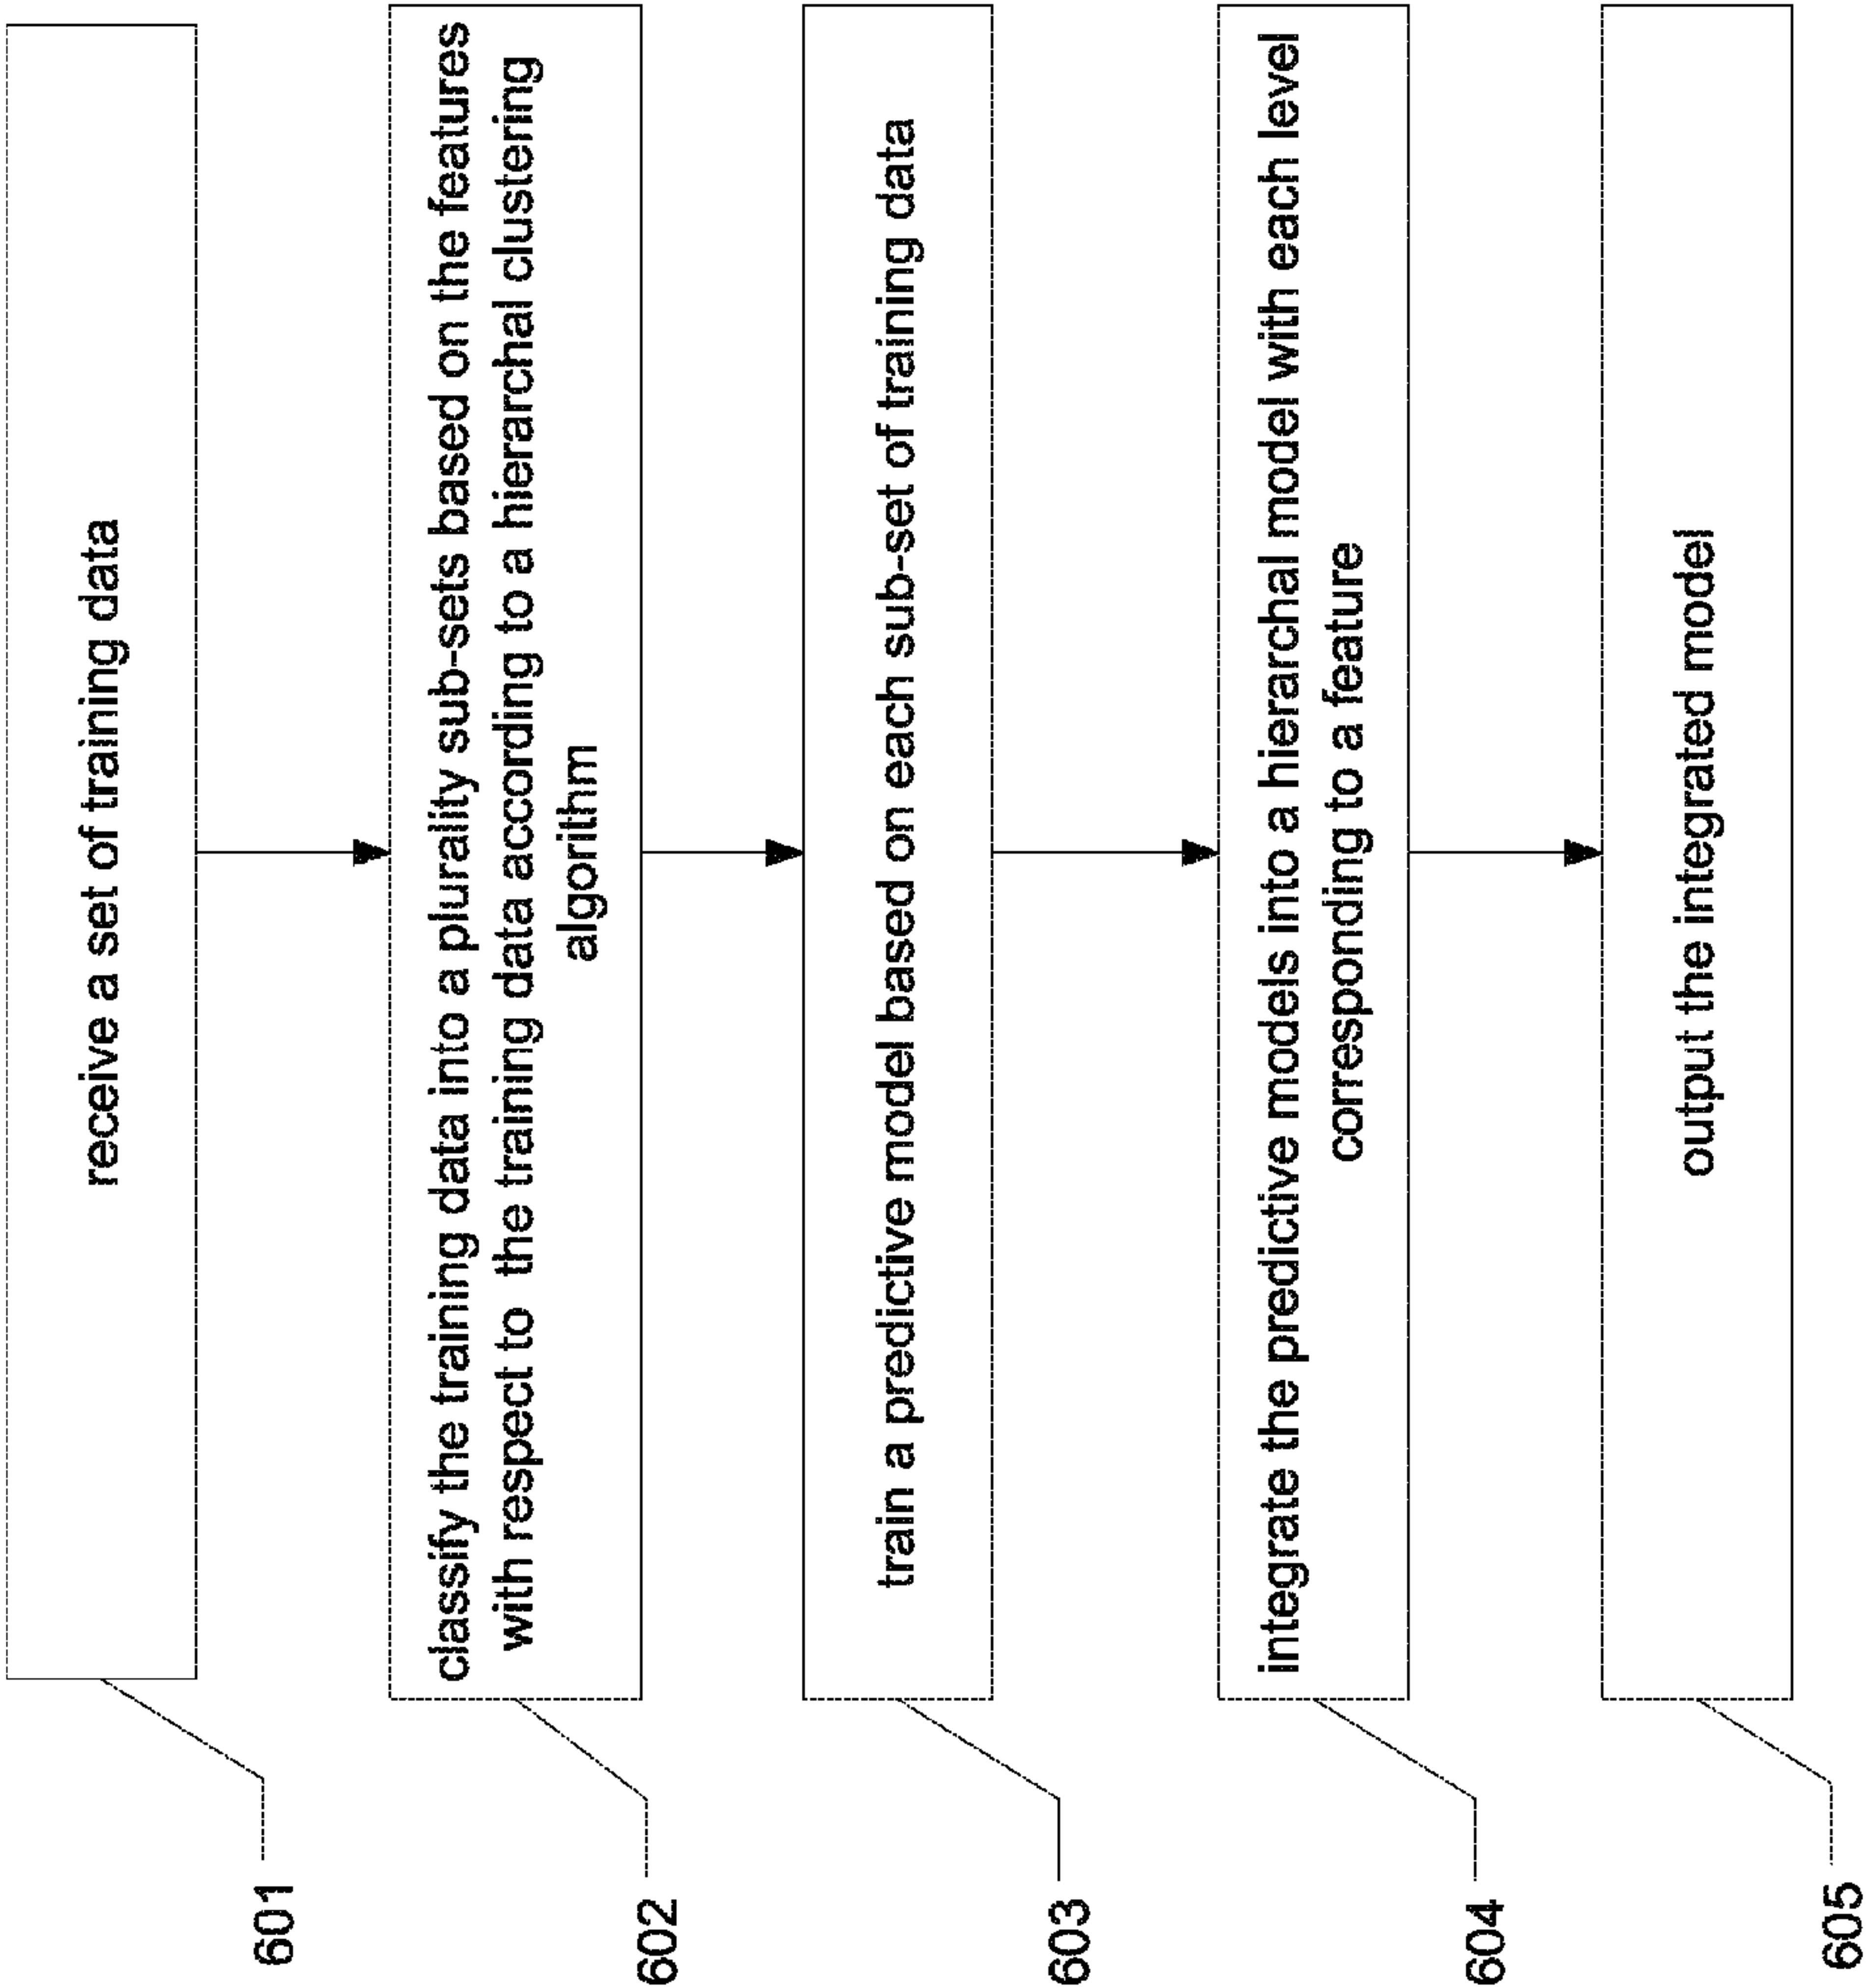 receive a set of training data
601
classify the training data into a plurality sub-sets based on the features
with respect to the training data according to a hierarchal clustering
algorithm
602
train a predictive model based on each sub-set of training data
603
integrate the predictive models into a hierarchal model with each level
corresponding to a feature
604
output the integrated model
605